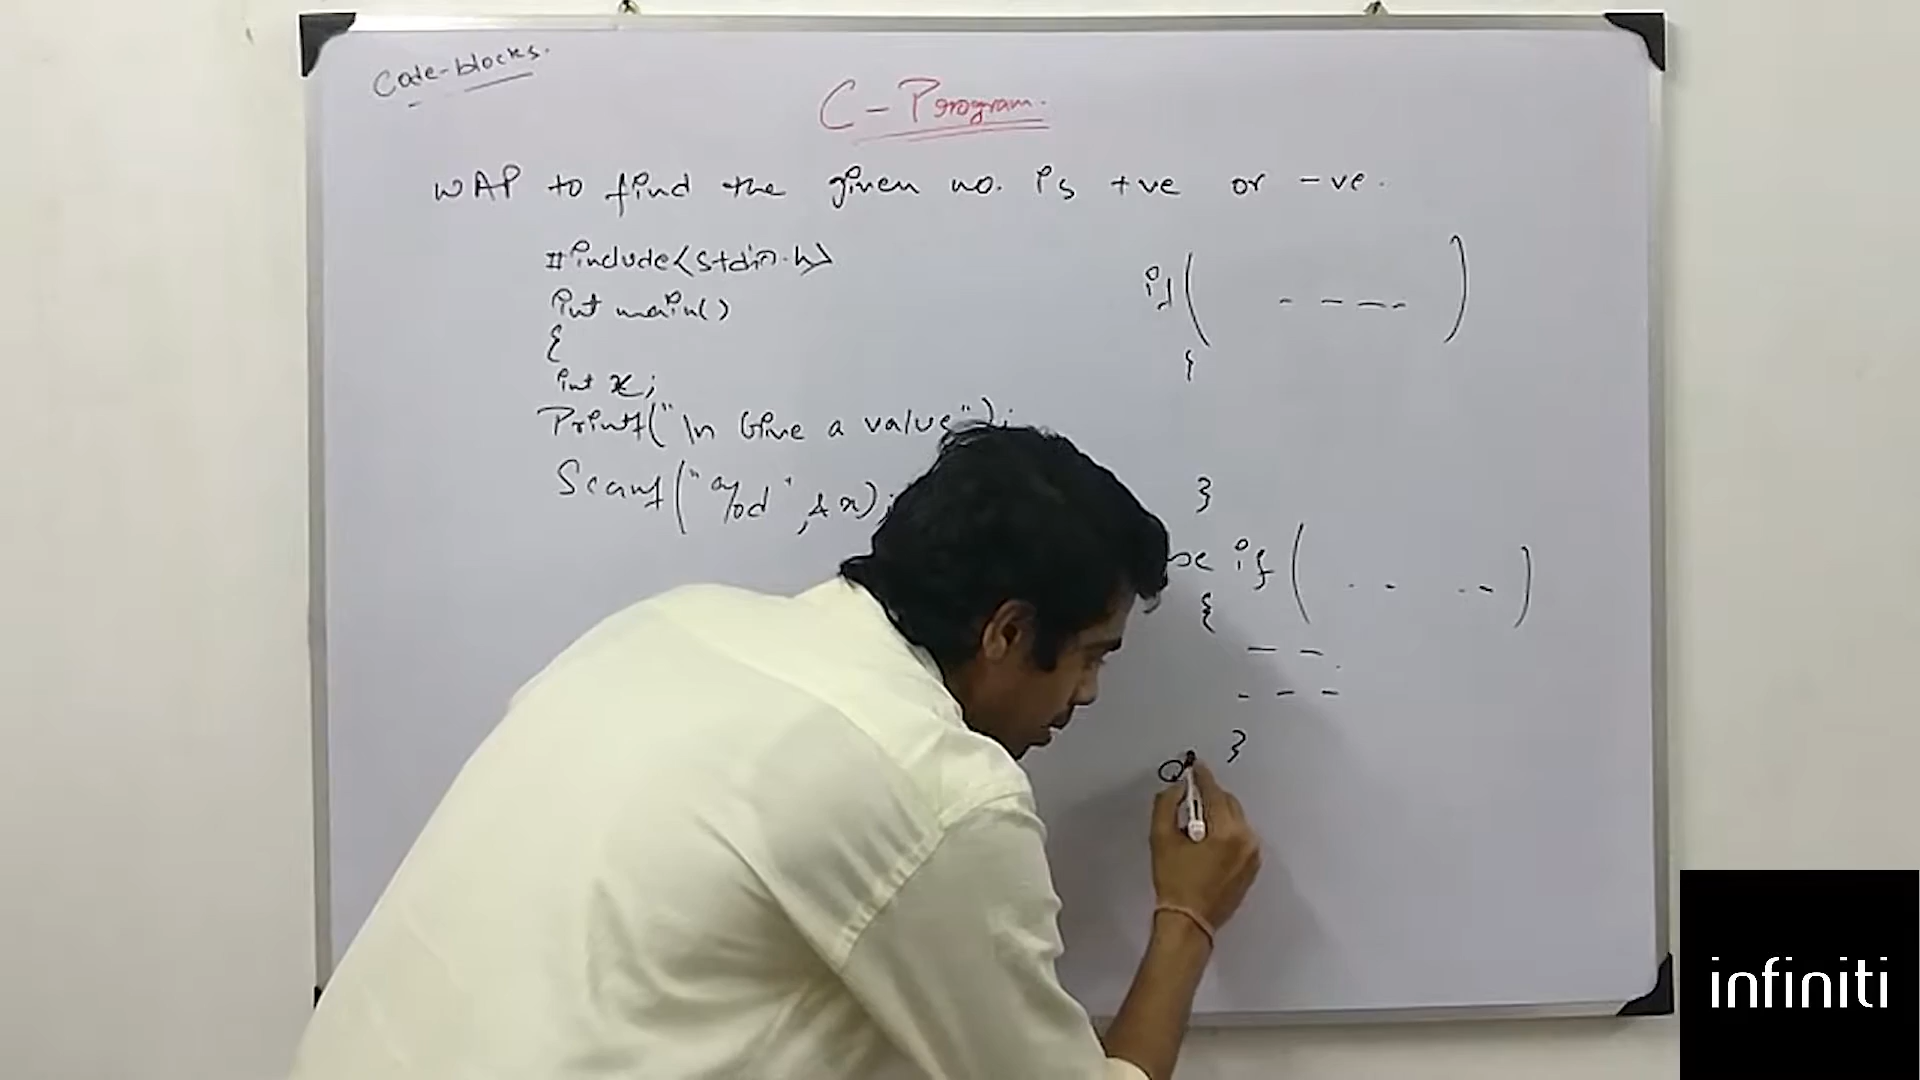 Code-blocks.
C - Program.
WAP to find the given no. is +ve or -ve.
#include<stdio.h>
int main()
{
int x;
Printf("\n Give a value");
Scanf("%d", &x);
if( - - - - )
{
}
se if( - - - - )
{
- -
- - -
}
infiniti